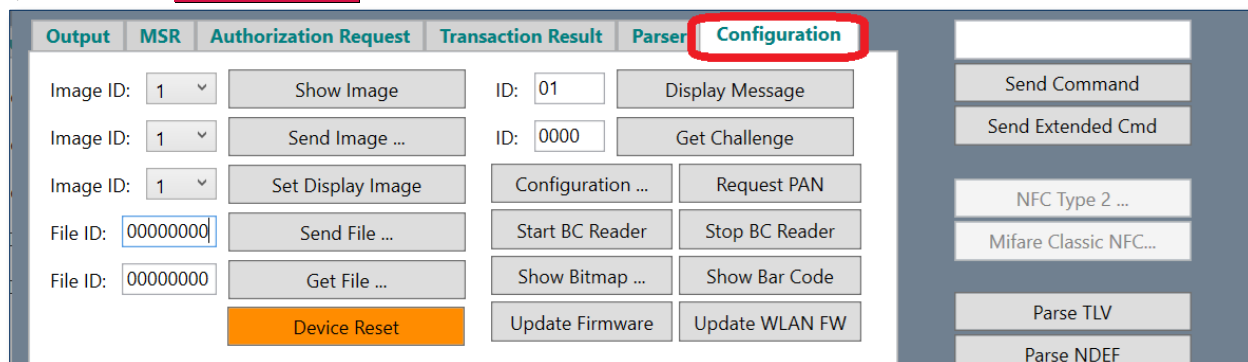 Output MSR Authorization Request Transaction Result Parser Configuration
Image ID: 1 Show Image ID: 01 Display Message
Image ID: 1 Send Image ... ID: 0000 Get Challenge
Image ID: 1 Set Display Image Configuration ... Request PAN
File ID: 00000000 Send File ... Start BC Reader Stop BC Reader
File ID: 00000000 Get File ... Show Bitmap ... Show Bar Code
Device Reset Update Firmware Update WLAN FW
Send Command
Send Extended Cmd
NFC Type 2 ...
Mifare Classic NFC...
Parse TLV
Parse NDEF